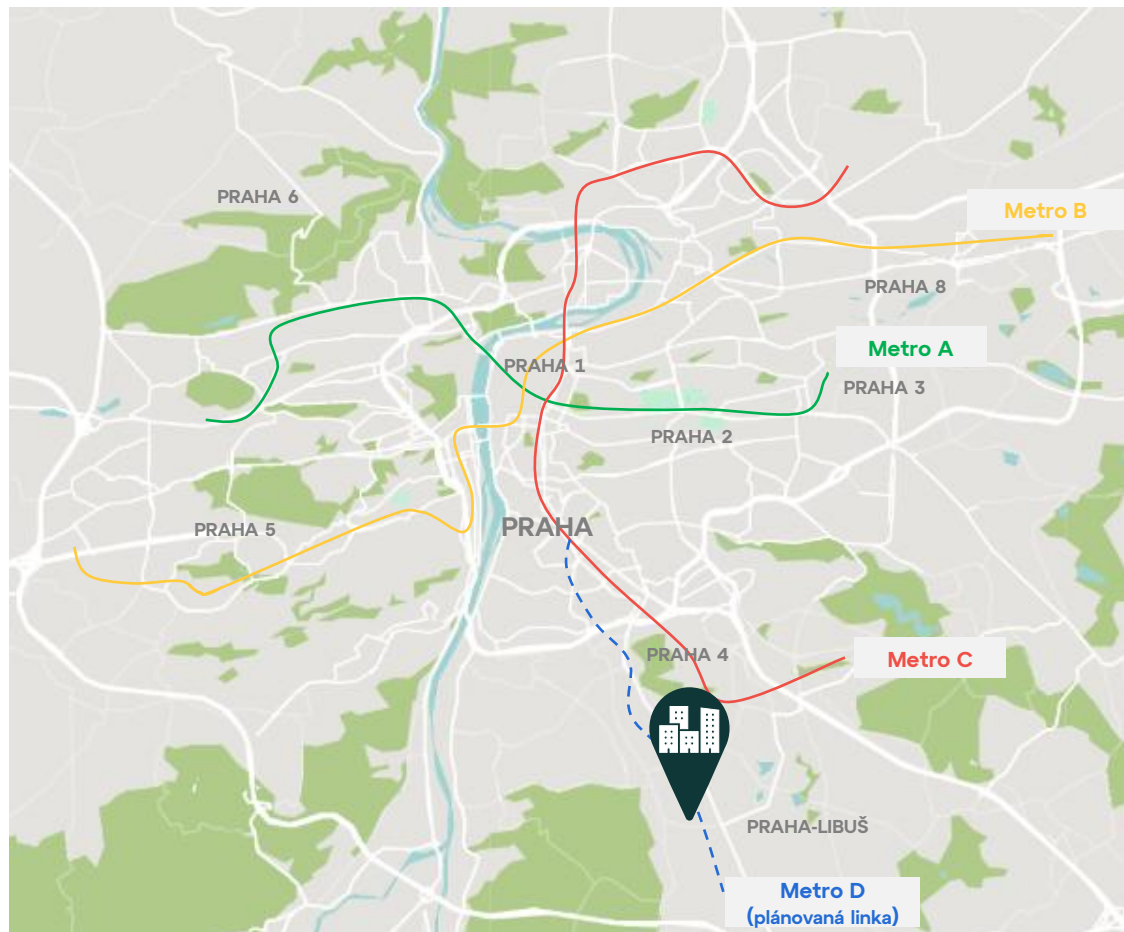 PRAHA 6
Metro B
PRAHA 8
Metro A
PRAHA 1
PRAHA 3
PRAHA 2
PRAHA
PRAHA 5
PRAHA 4
Metro C
PRAHA-LIBUŠ
Metro D
(plánovaná linka)